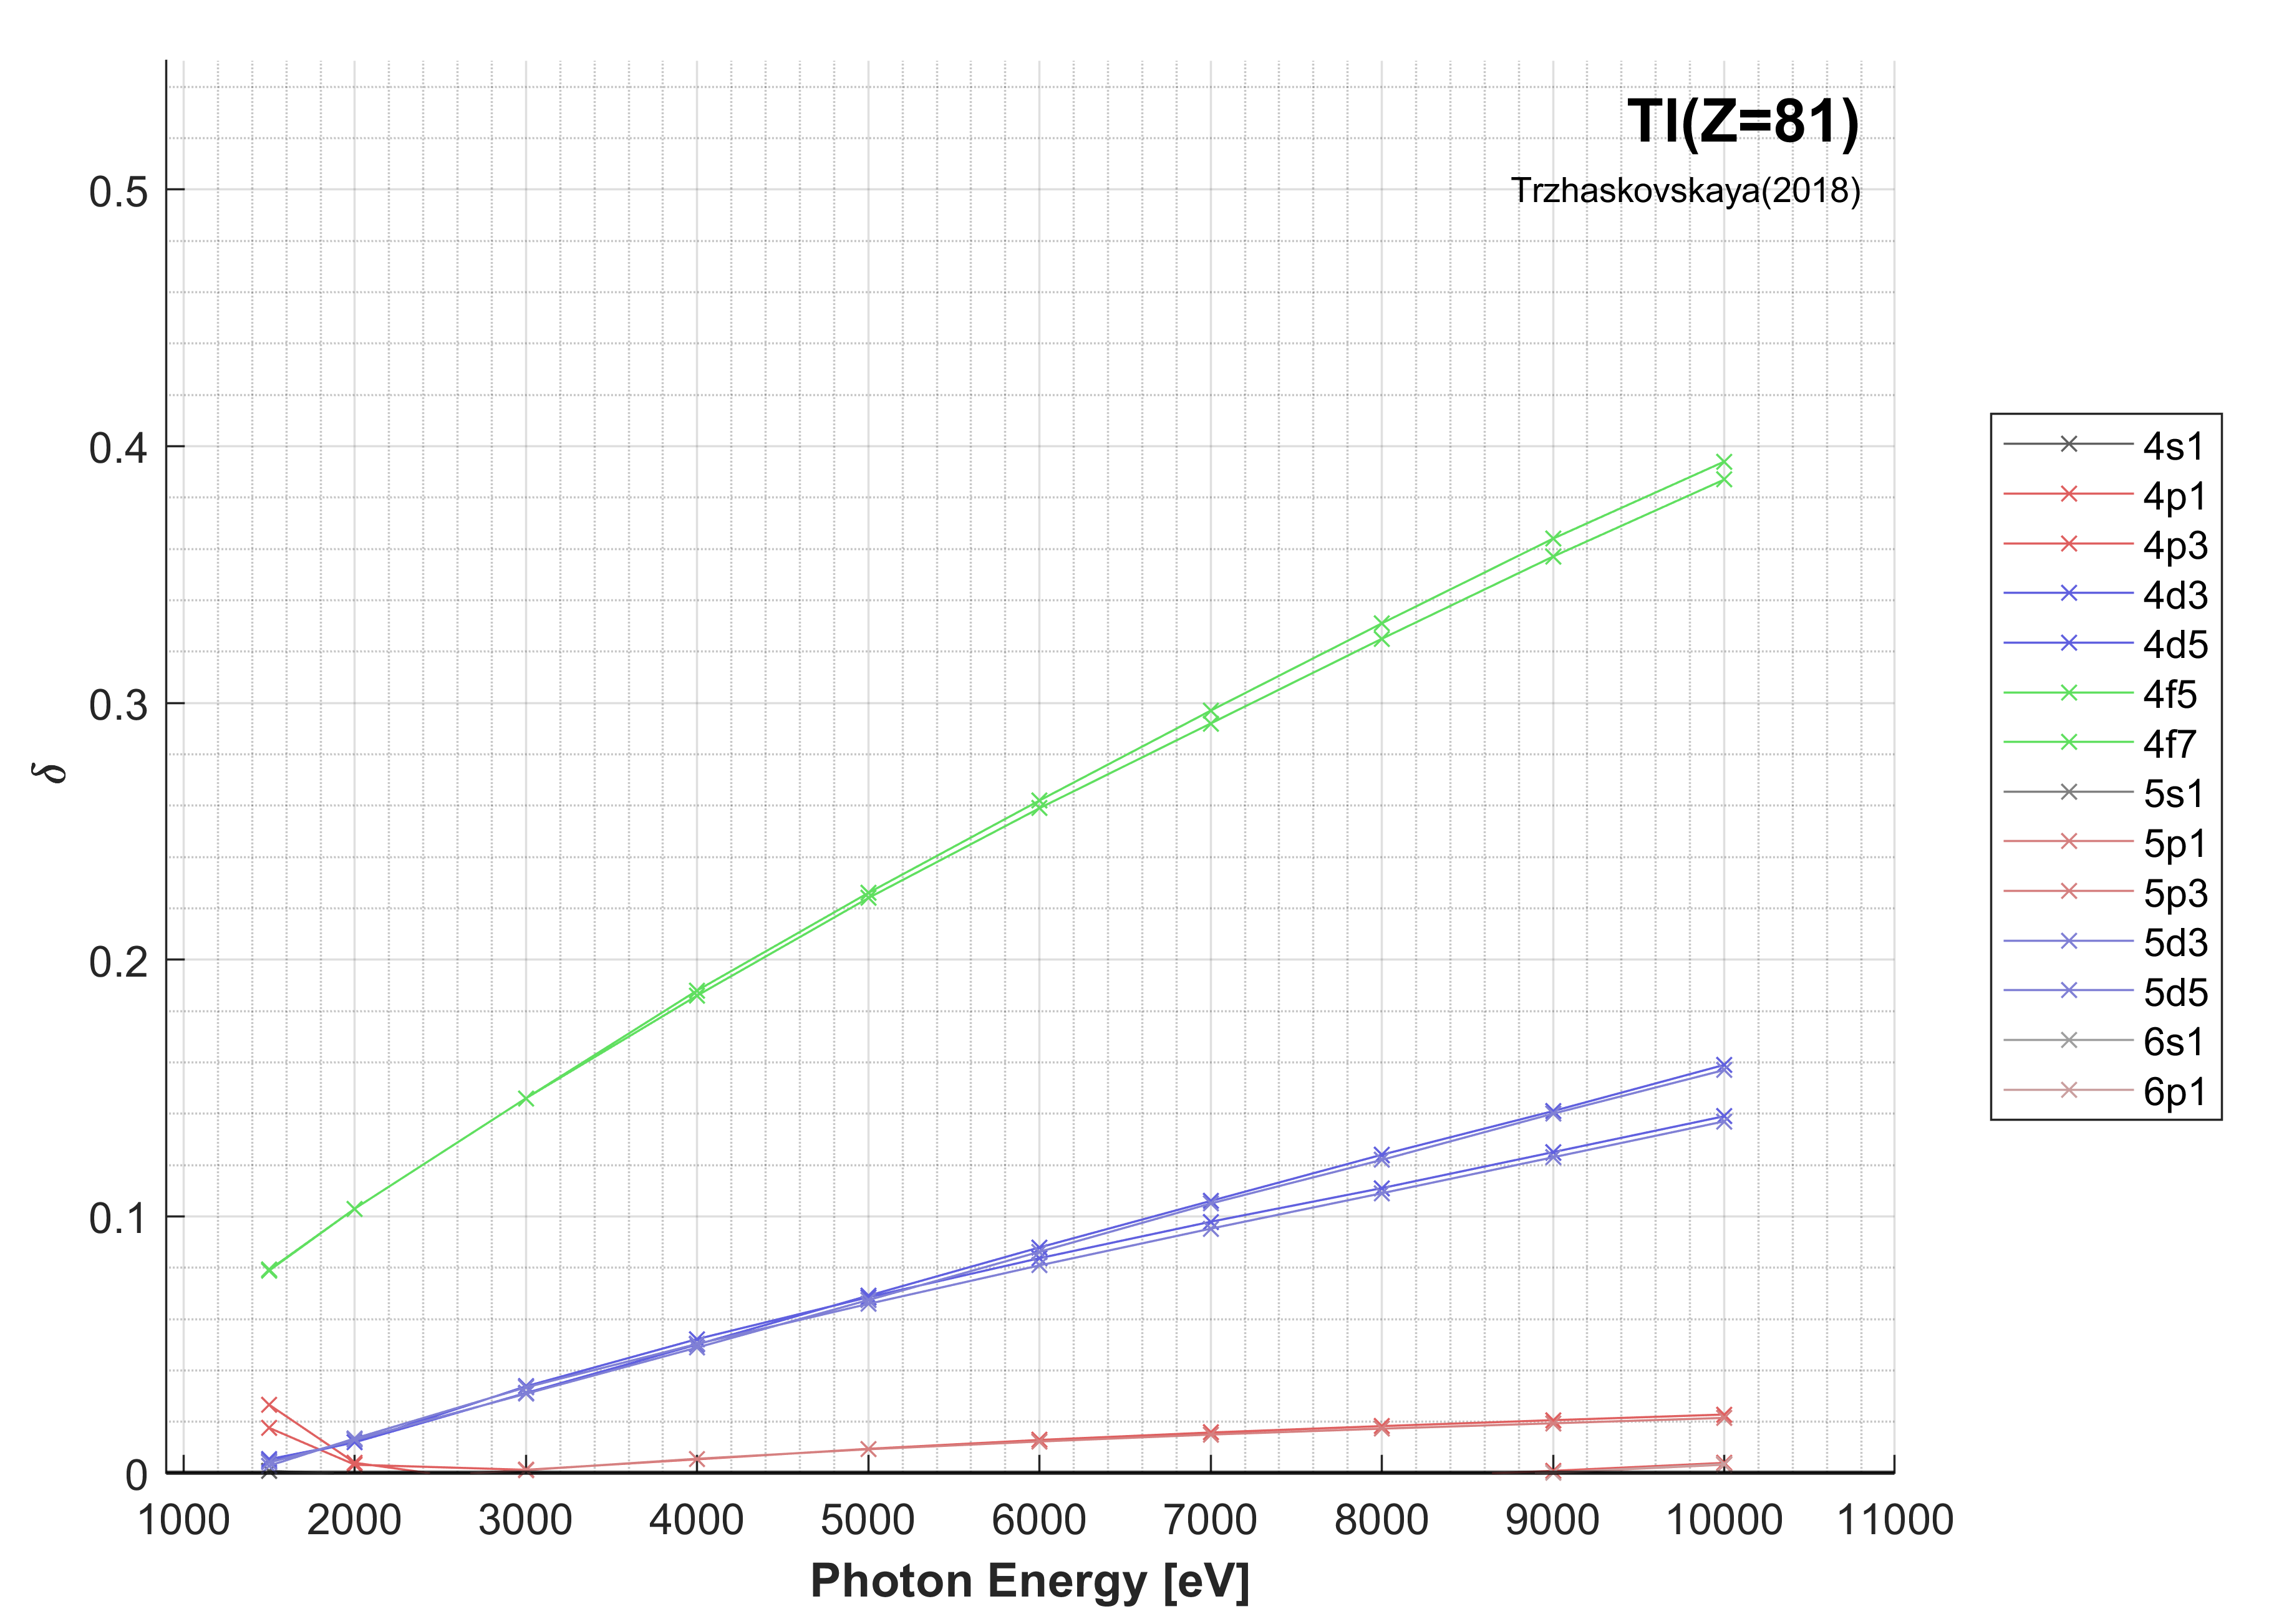 Tl(Z=81)
Trzhaskovskaya(2018)
0.5
0.4
0.3
0.2
0.1
0
δ
1000 2000 3000 4000 5000 6000 7000 8000 9000 10000 11000
Photon Energy [eV]
4s1
4p1
4p3
4d3
4d5
4f5
4f7
5s1
5p1
5p3
5d3
5d5
6s1
6p1